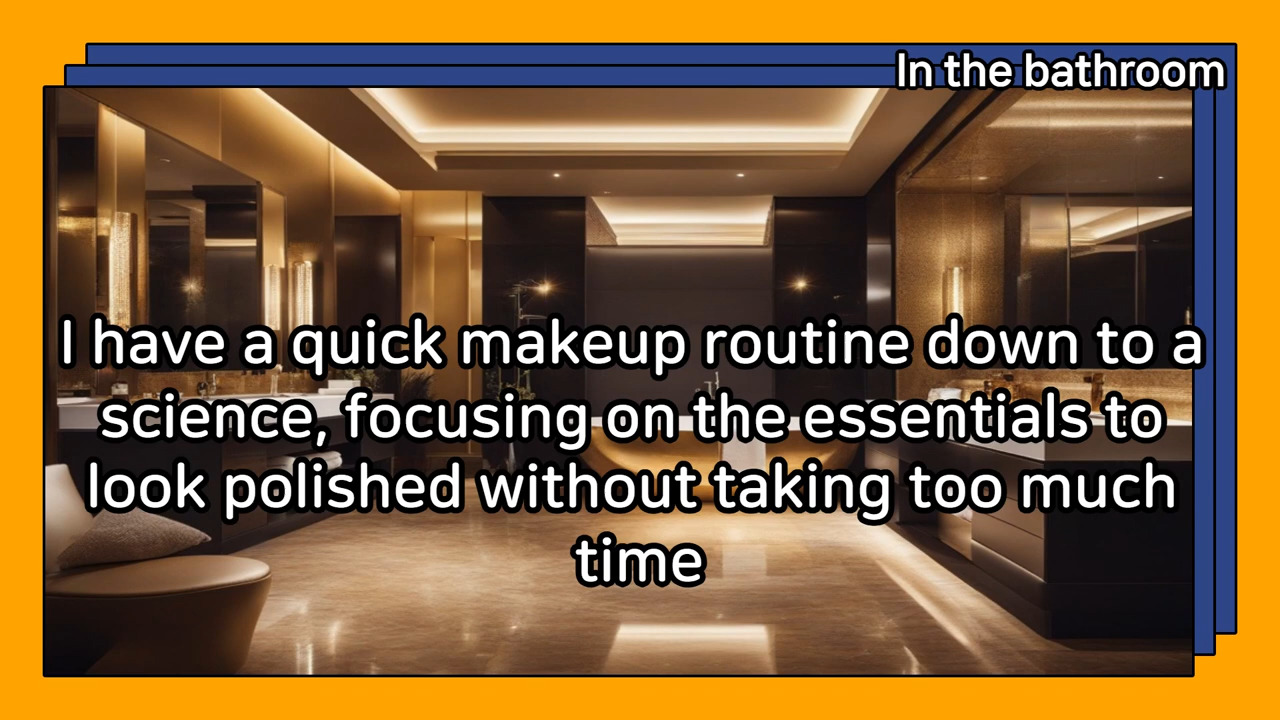 In the bathroom
I have a quick makeup routine down to a
science, focusing on the essentials to
look polished without taking too much
time